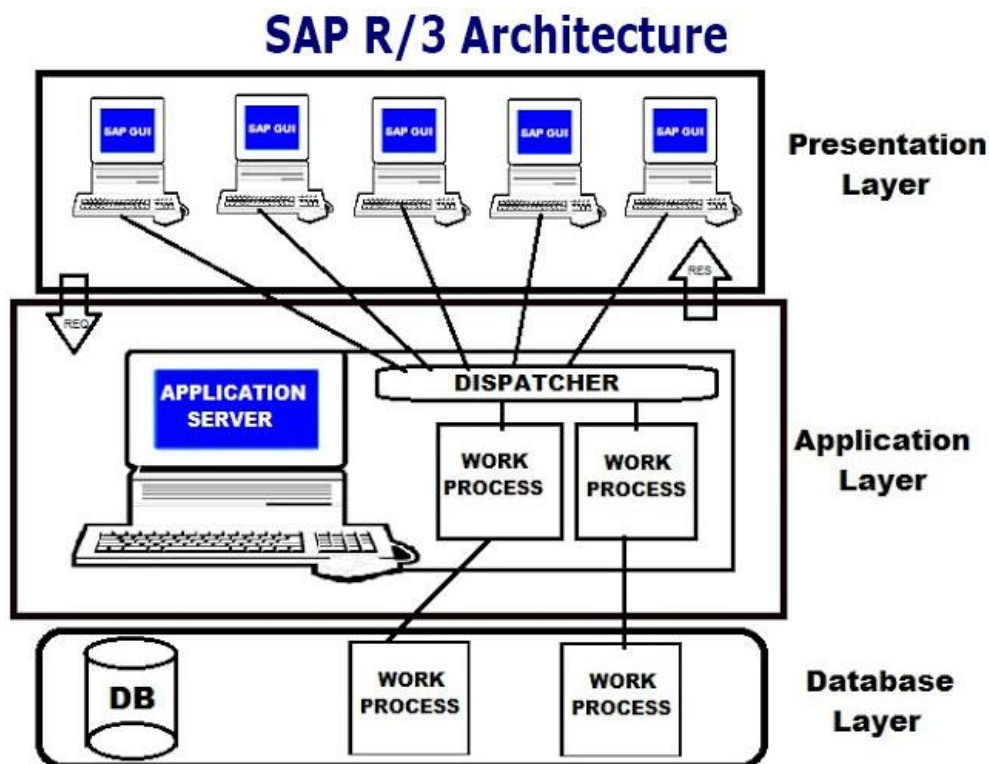 SAP R/3 Architecture
SAP GUI
SAP GUI
SAP GUI
SAP GUI
SAP GUI
Presentation
Layer
REQ
RES
APPLICATION
SERVER
DISPATCHER
WORK
PROCESS
WORK
PROCESS
Application
Layer
DB
WORK
PROCESS
WORK
PROCESS
Database
Layer